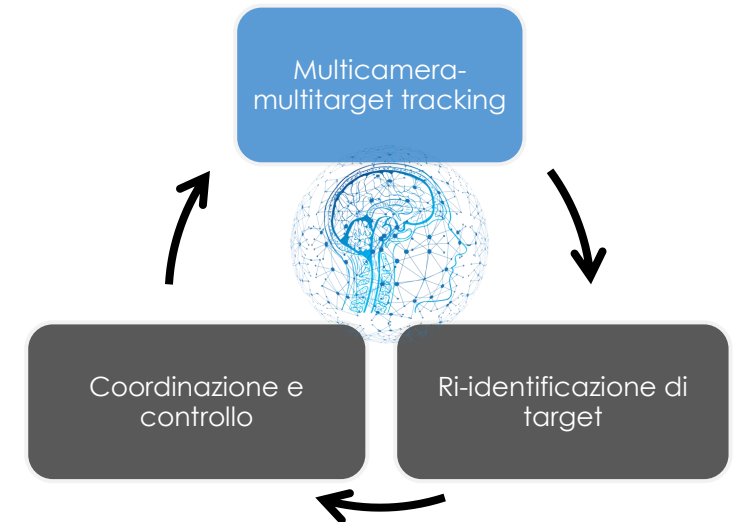 Multicamera-
multitarget tracking
Coordinazione e
controllo
Ri-identificazione di
target